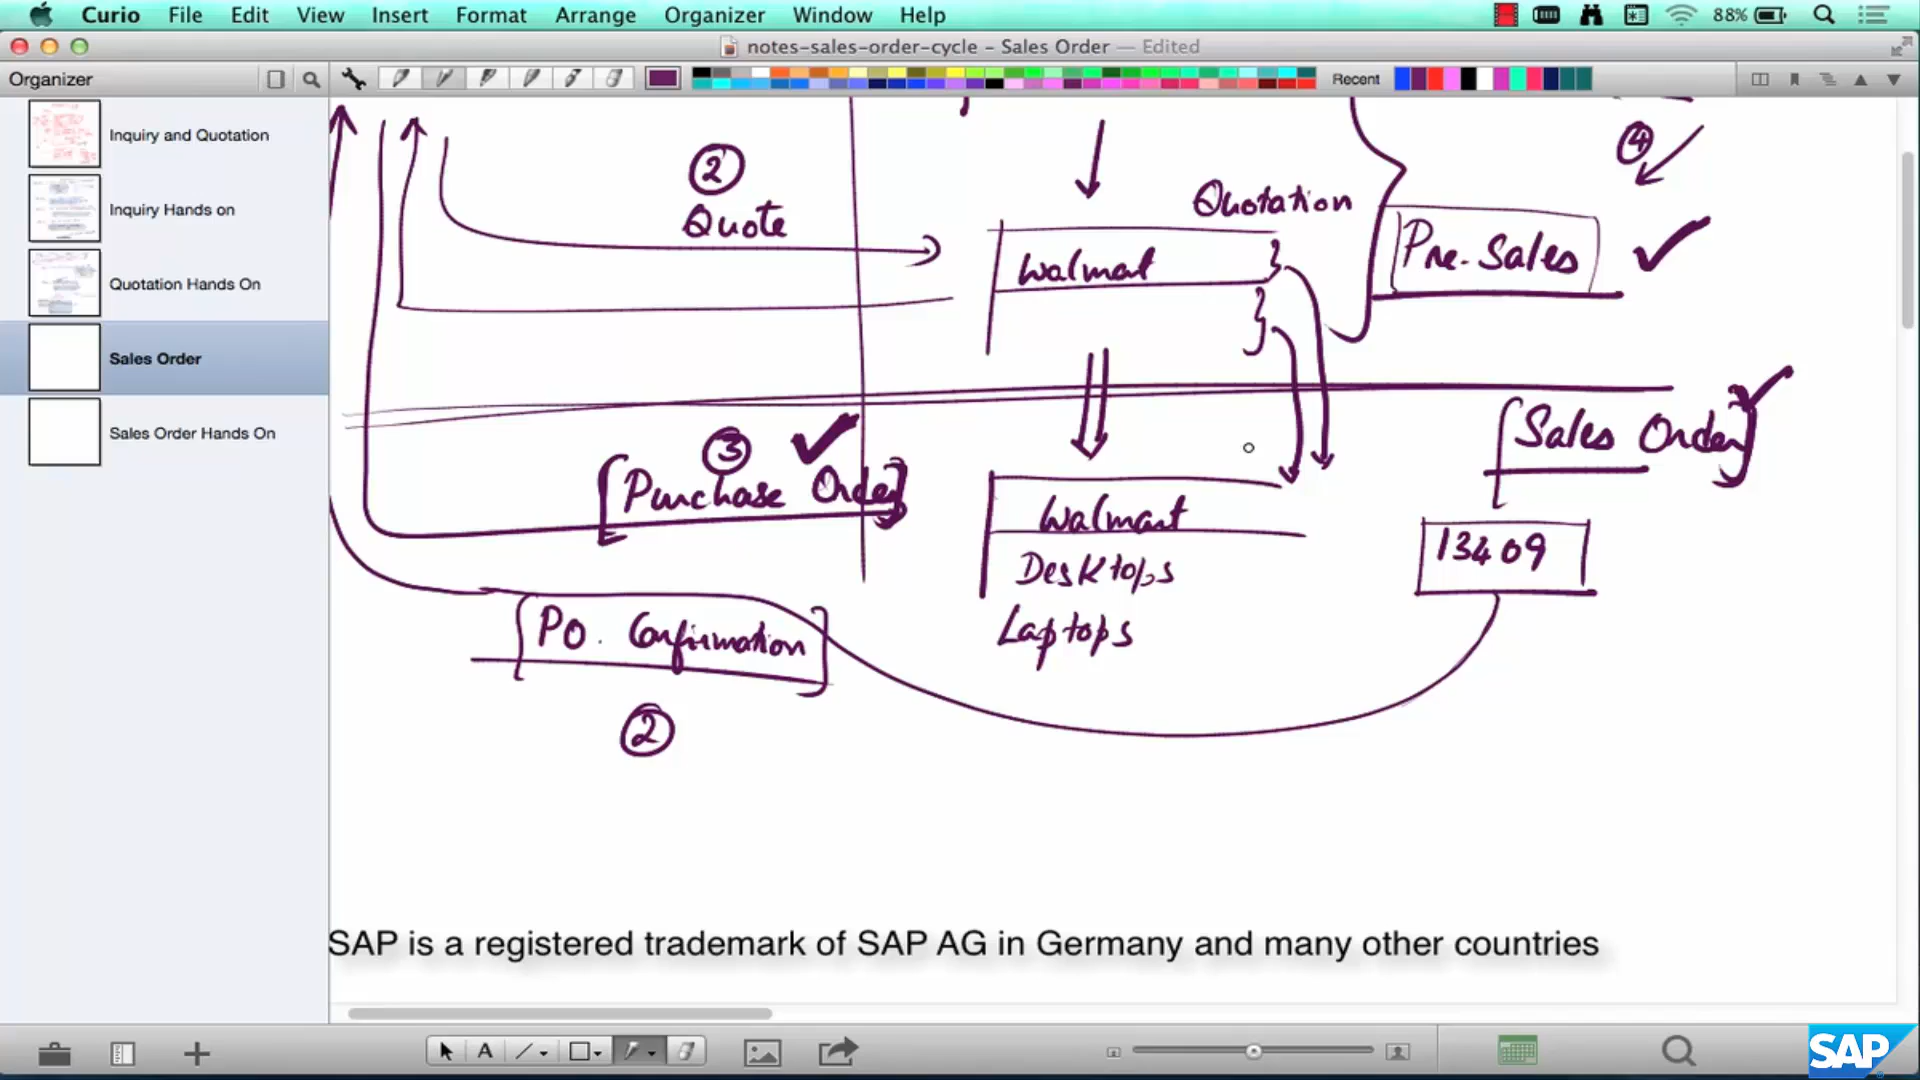 Curio File Edit View Insert Format Arrange Organizer Window Help 88%
notes-sales-order-cycle – Sales Order — Edited
Organizer
Recent
Inquiry and Quotation
Inquiry Hands on
Quotation Hands On
Sales Order
Sales Order Hands On
4
2
Quote
Quotation
Walmat
Pre-Sales
3
Purchase Order
Sales Order
Walmart
Desktops
Laptops
13409
PO. Confirmation
2
SAP is a registered trademark of SAP AG in Germany and many other countries
A
SAP